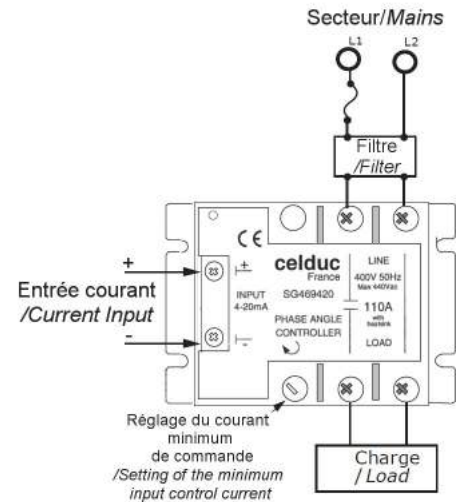 Secteur/Mains
L1
L2
Filtre
/Filter
CE
celduc
France
LINE
400V 50Hz
Max 440Vac
+
+
Entrée courant
/Current Input
INPUT
4-20mA
SG469420
110A
with
heatsink
PHASE ANGLE
CONTROLLER
-
-
LOAD
Réglage du courant
minimum
de commande
/Setting of the minimum
input control current
Charge
/ Load